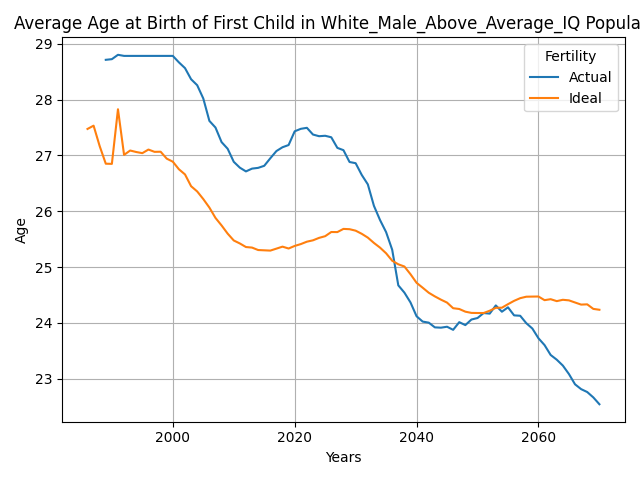 Average Age at Birth of First Child in White_Male_Above_Average_IQ Popula
Fertility
Actual
Ideal
Age
29
28
27
26
25
24
23
2000 2020 2040 2060
Years